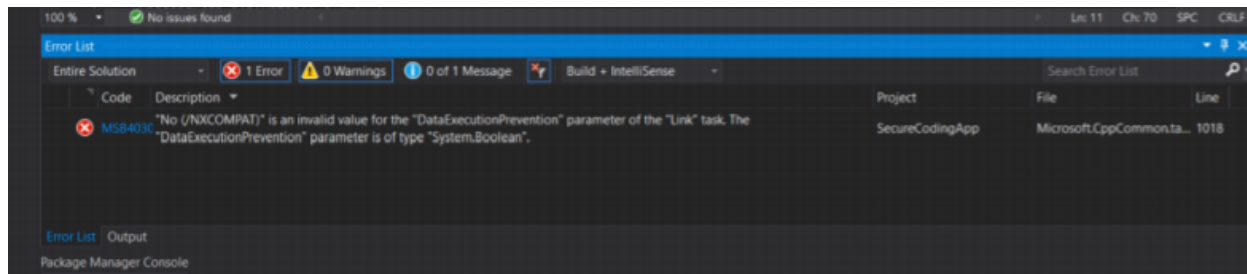 100 % No issues found Ln: 11 Ch: 70 SPC CRLF
Error List
Entire Solution 1 Error 0 Warnings 0 of 1 Message Build + IntelliSense Search Error List
Code Description Project File Line
MSB4030 "No (/NXCOMPAT)" is an invalid value for the "DataExecutionPrevention" parameter of the "Link" task. The SecureCodingApp Microsoft.CppCommon.ta... 1018
"DataExecutionPrevention" parameter is of type "System.Boolean".
Error List Output
Package Manager Console